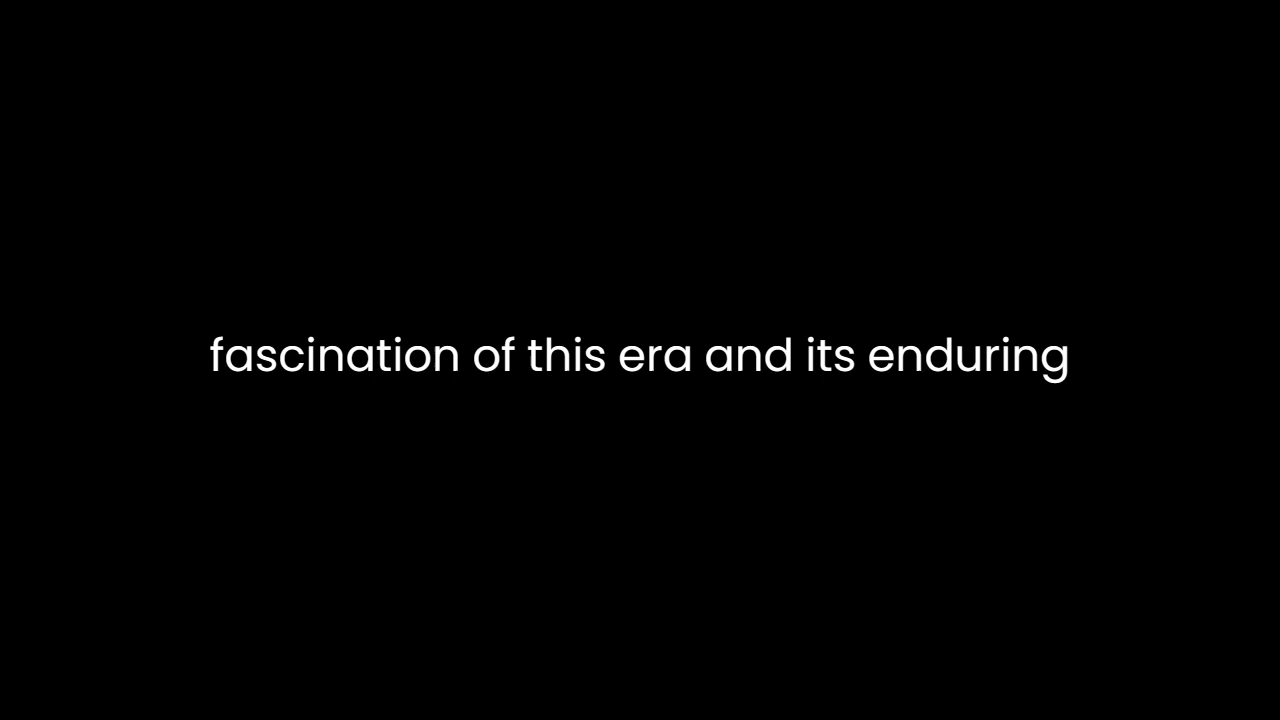 fascination of this era and its enduring